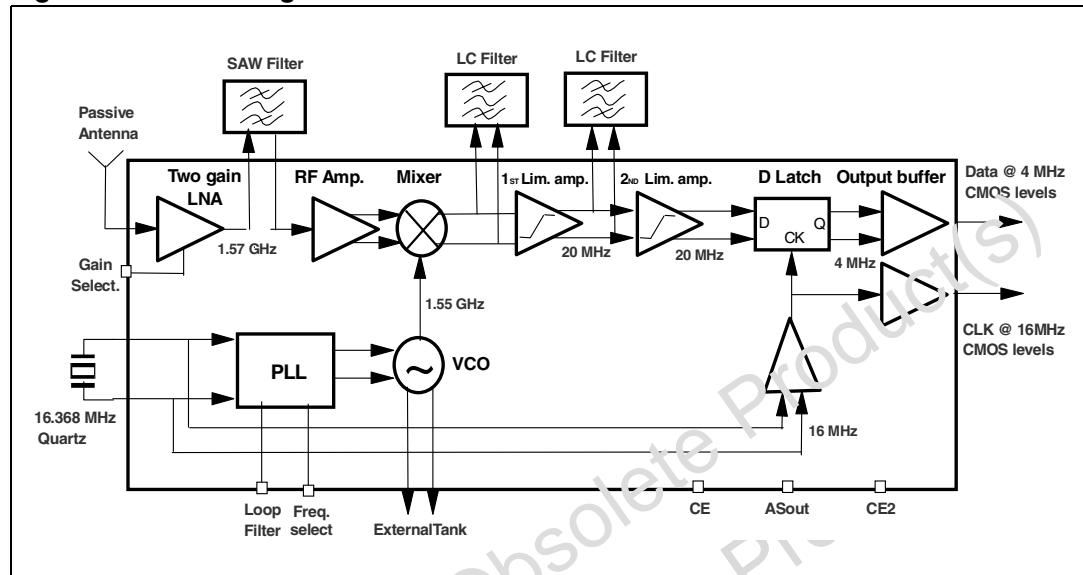 SAW Filter
LC Filter
LC Filter
Passive
Antenna
Two gain
LNA
RF Amp.
Mixer
1ST Lim. amp.
2ND Lim. amp.
D Latch
Output buffer
Data @ 4 MHz
CMOS levels
D
Q
CK
1.57 GHz
20 MHz
20 MHz
4 MHz
Gain
Select.
1.55 GHz
CLK @ 16MHz
CMOS levels
PLL
VCO
16.368 MHz
Quartz
16 MHz
Loop
Filter
Freq.
select
ExternalTank
CE
ASout
CE2
Obsolete Product(s)